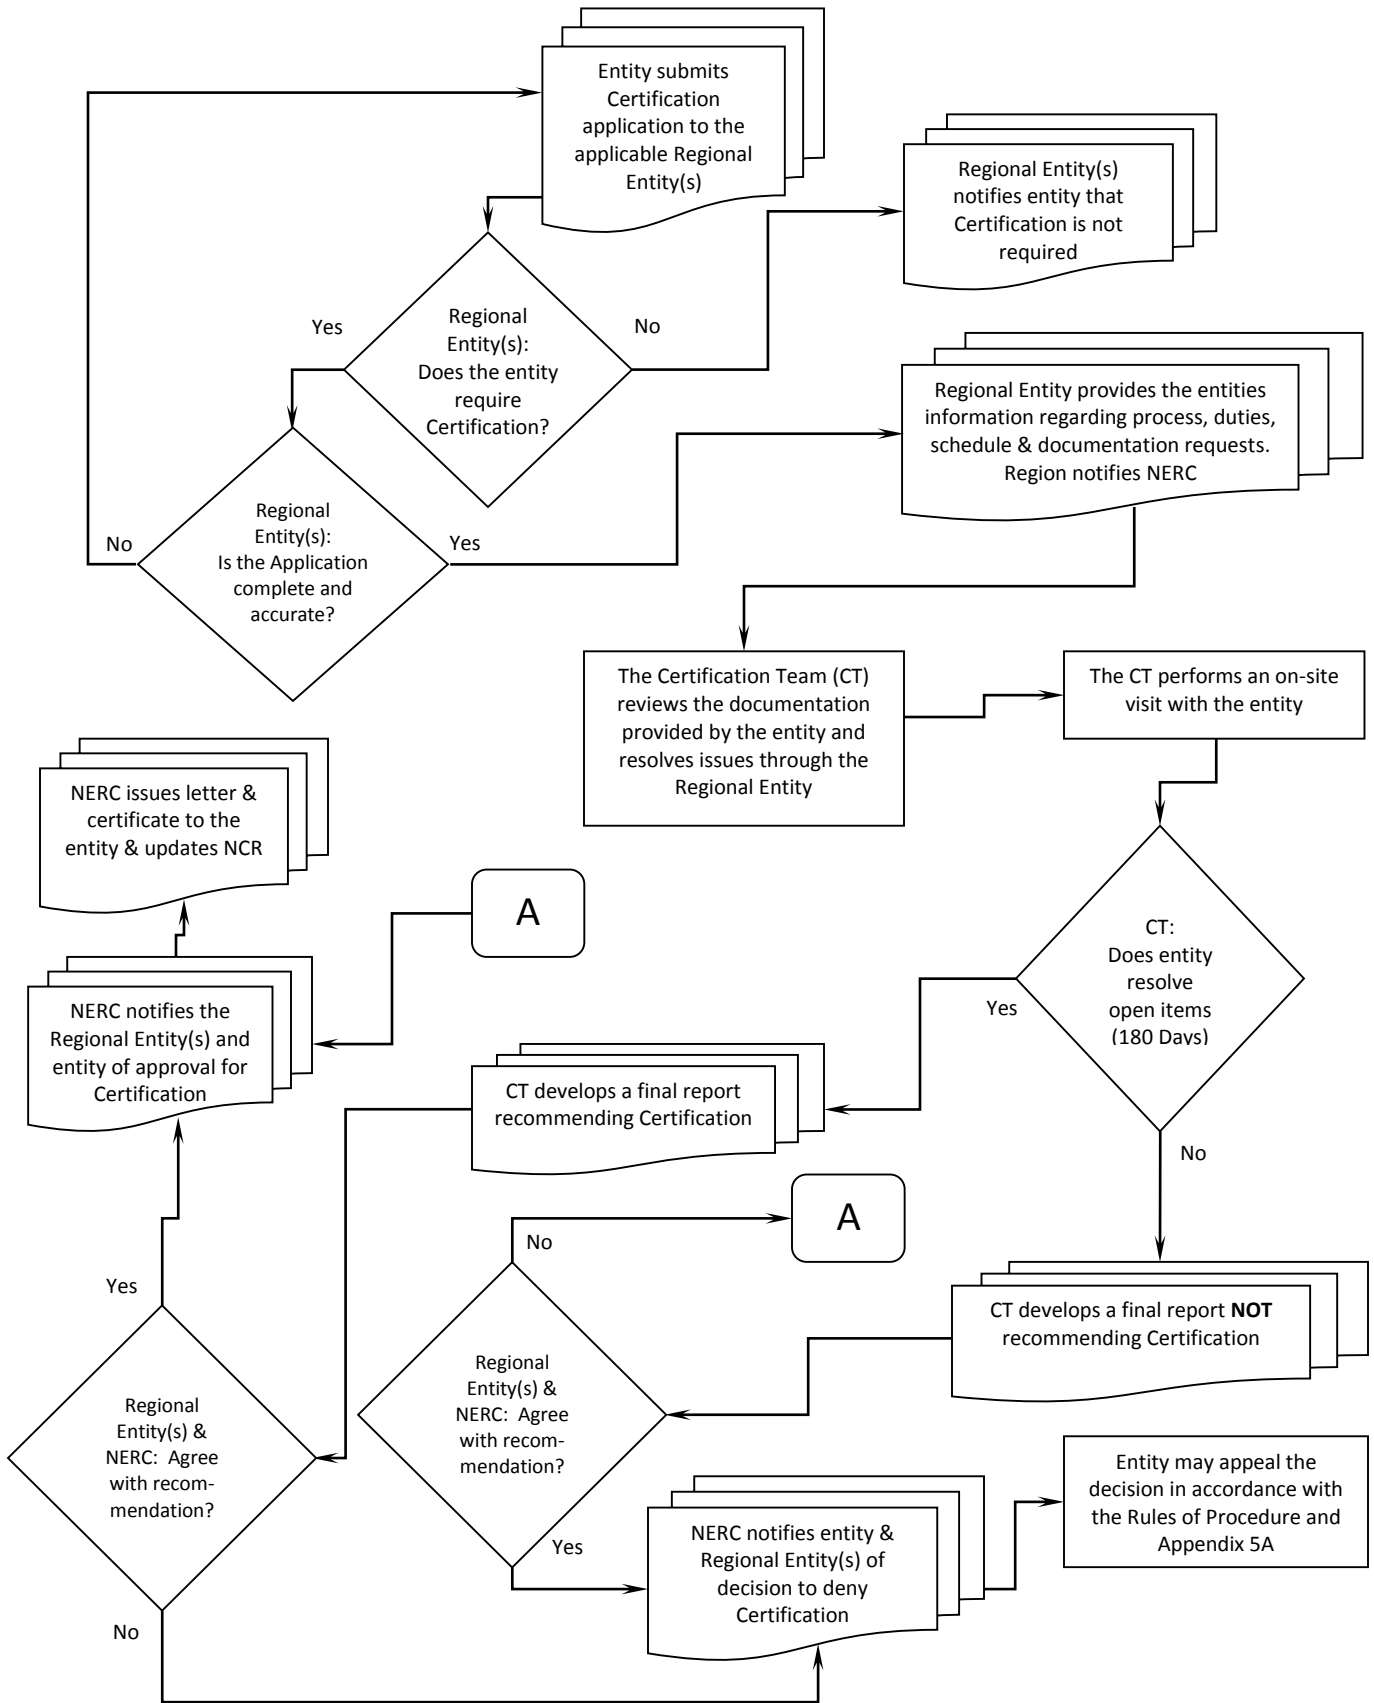 Entity submits
Certification
application to the
applicable Regional
Entity(s)
Regional Entity(s)
notifies entity that
Certification is not
required
Yes
Regional
Entity(s):
Does the entity
require
Certification?
No
Regional Entity provides the entities
information regarding process, duties,
schedule & documentation requests.
Region notifies NERC
No
Regional
Entity(s):
Is the Application
complete and
accurate?
Yes
The Certification Team (CT)
reviews the documentation
provided by the entity and
resolves issues through the
Regional Entity
The CT performs an on-site
visit with the entity
NERC issues letter &
certificate to the
entity & updates NCR
A
CT:
Does entity
resolve
open items
(180 Days)
Yes
No
NERC notifies the
Regional Entity(s) and
entity of approval for
Certification
CT develops a final report
recommending Certification
A
No
Yes
CT develops a final report NOT
recommending Certification
Regional
Entity(s) &
NERC:  Agree
with recom-
mendation?
Regional
Entity(s) &
NERC:  Agree
with recom-
mendation?
Yes
NERC notifies entity &
Regional Entity(s) of
decision to deny
Certification
Entity may appeal the
decision in accordance with
the Rules of Procedure and
Appendix 5A
No